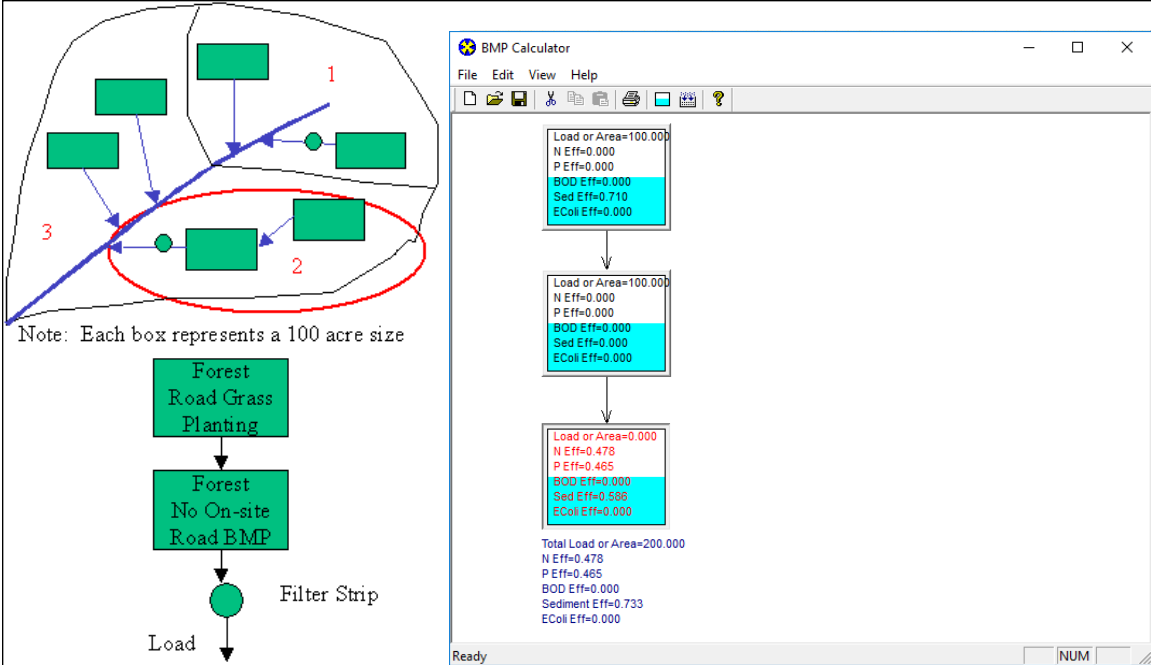 1
3
2
Note: Each box represents a 100 acre size
Forest
Road Grass
Planting
Forest
No On-site
Road BMP
Filter Strip
Load
BMP Calculator
File Edit View Help
Load or Area=100.000
N Eff=0.000
P Eff=0.000
BOD Eff=0.000
Sed Eff=0.710
EColi Eff=0.000
Load or Area=100.000
N Eff=0.000
P Eff=0.000
BOD Eff=0.000
Sed Eff=0.000
EColi Eff=0.000
Load or Area=0.000
N Eff=0.478
P Eff=0.465
BOD Eff=0.000
Sed Eff=0.586
EColi Eff=0.000
Total Load or Area=200.000
N Eff=0.478
P Eff=0.465
BOD Eff=0.000
Sediment Eff=0.733
EColi Eff=0.000
Ready
NUM